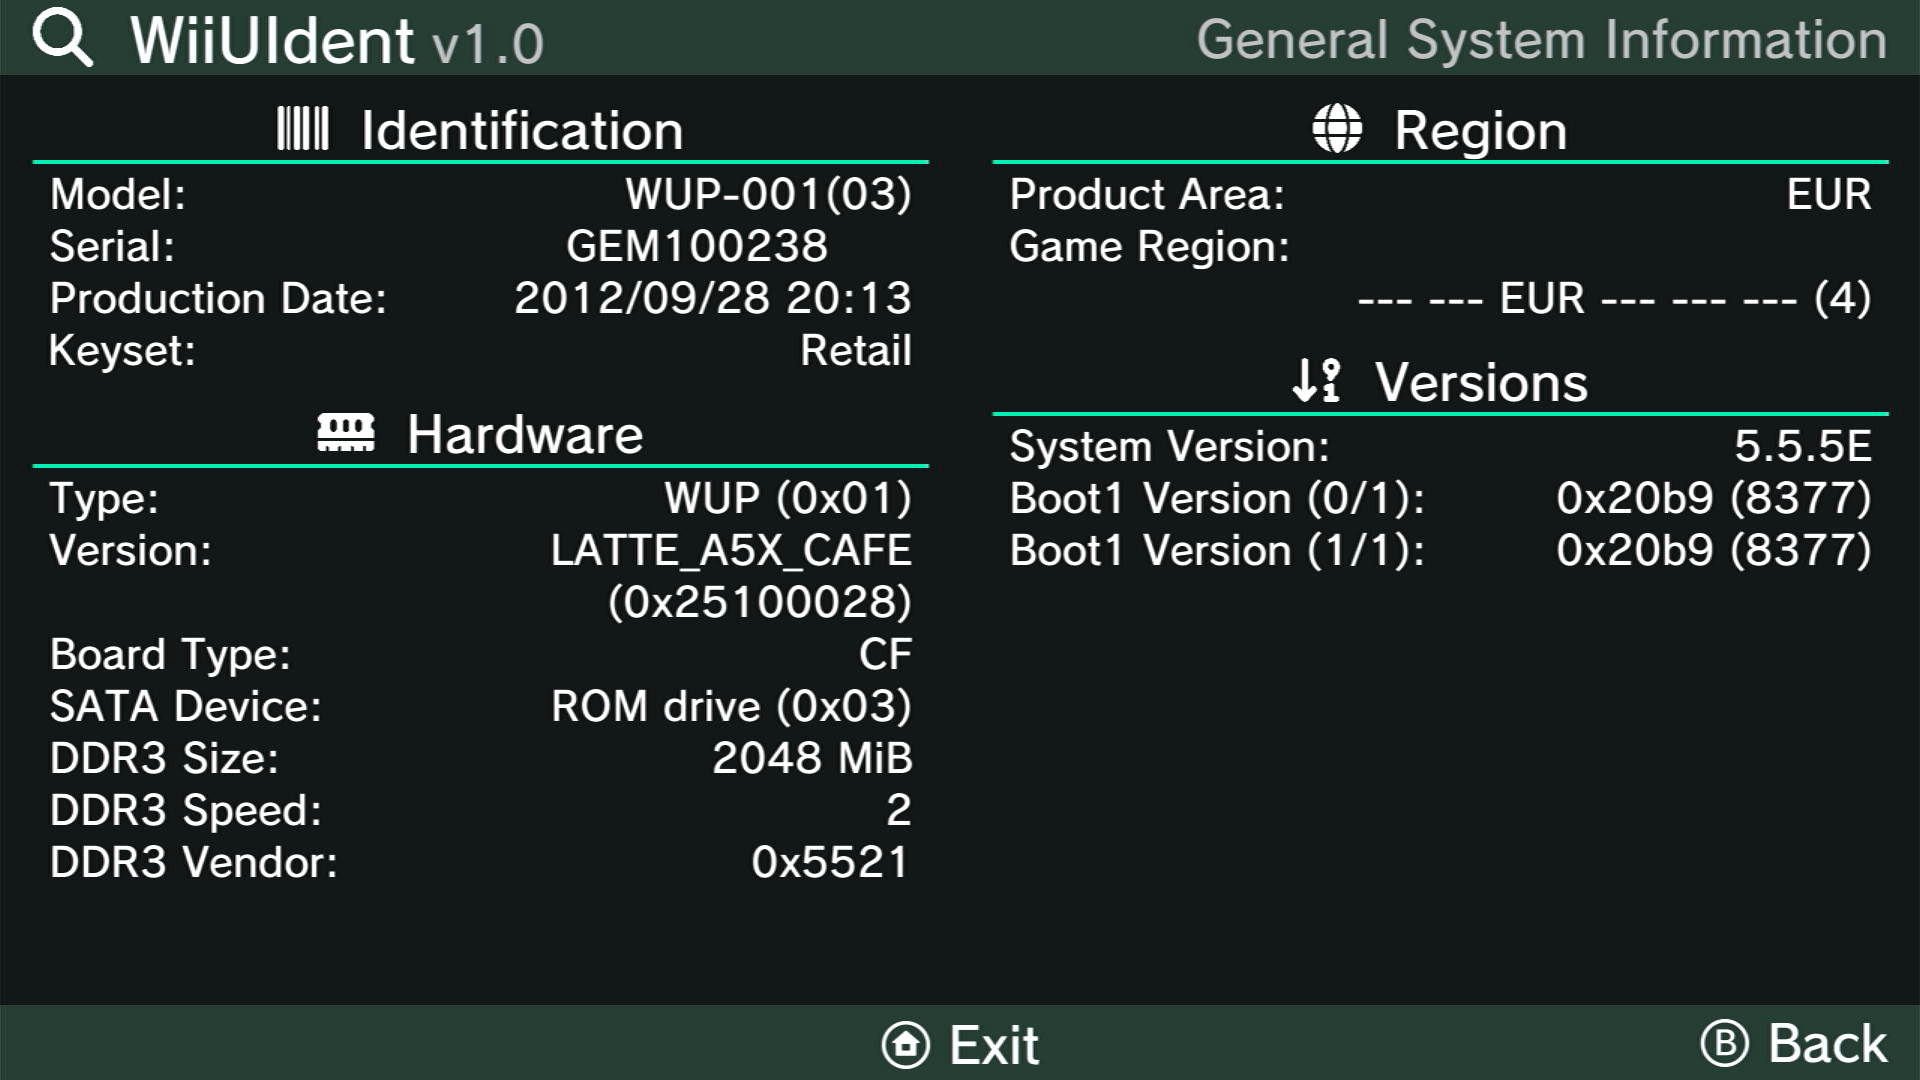 WiiUIdent v1.0
General System Information
Identification
Model: WUP-001(03)
Serial: GEM100238
Production Date: 2012/09/28 20:13
Keyset: Retail
Hardware
Type: WUP (0x01)
Version: LATTE_A5X_CAFE
(0x25100028)
Board Type: CF
SATA Device: ROM drive (0x03)
DDR3 Size: 2048 MiB
DDR3 Speed: 2
DDR3 Vendor: 0x5521
Region
Product Area: EUR
Game Region:
--- --- EUR --- --- --- (4)
Versions
System Version: 5.5.5E
Boot1 Version (0/1): 0x20b9 (8377)
Boot1 Version (1/1): 0x20b9 (8377)
Exit
B Back